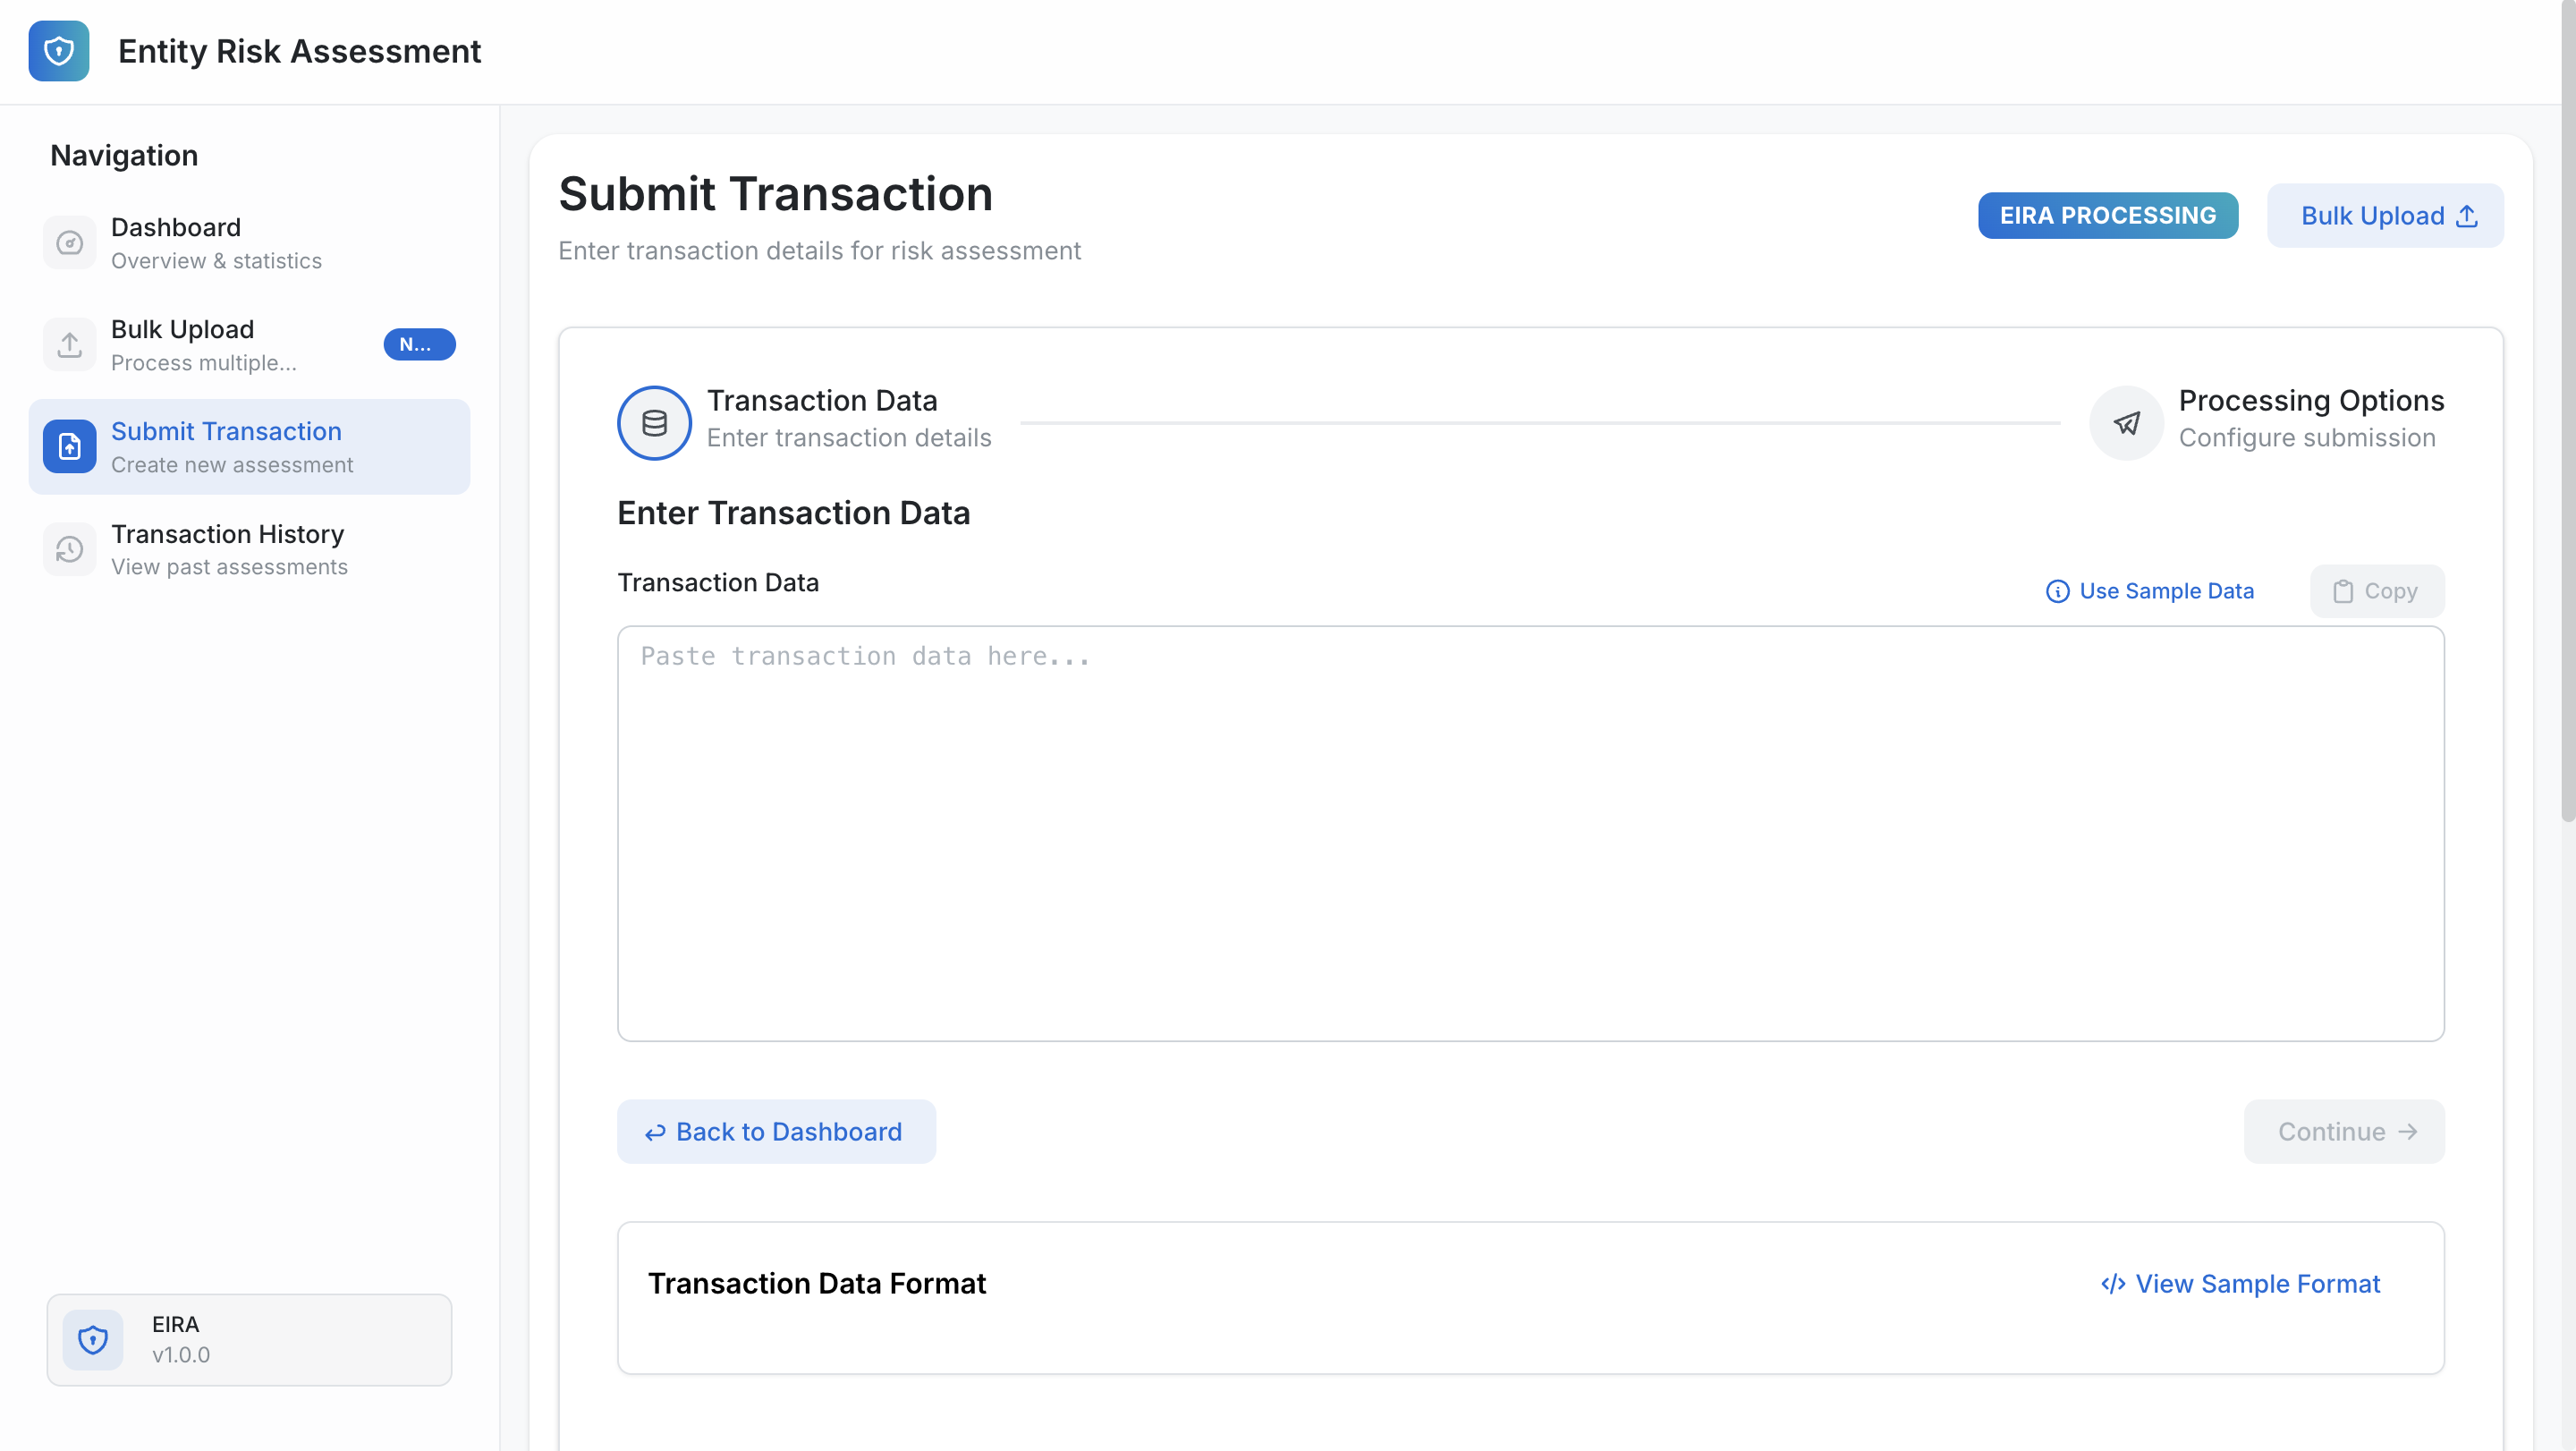 Entity Risk Assessment
Navigation
Dashboard
Overview & statistics
Bulk Upload
Process multiple...
N...
Submit Transaction
Create new assessment
Transaction History
View past assessments
EIRA
v1.0.0
Submit Transaction
Enter transaction details for risk assessment
EIRA PROCESSING
Bulk Upload
Transaction Data
Enter transaction details
Processing Options
Configure submission
Enter Transaction Data
Transaction Data
Use Sample Data
Copy
Paste transaction data here...
Back to Dashboard
Continue
Transaction Data Format
</> View Sample Format